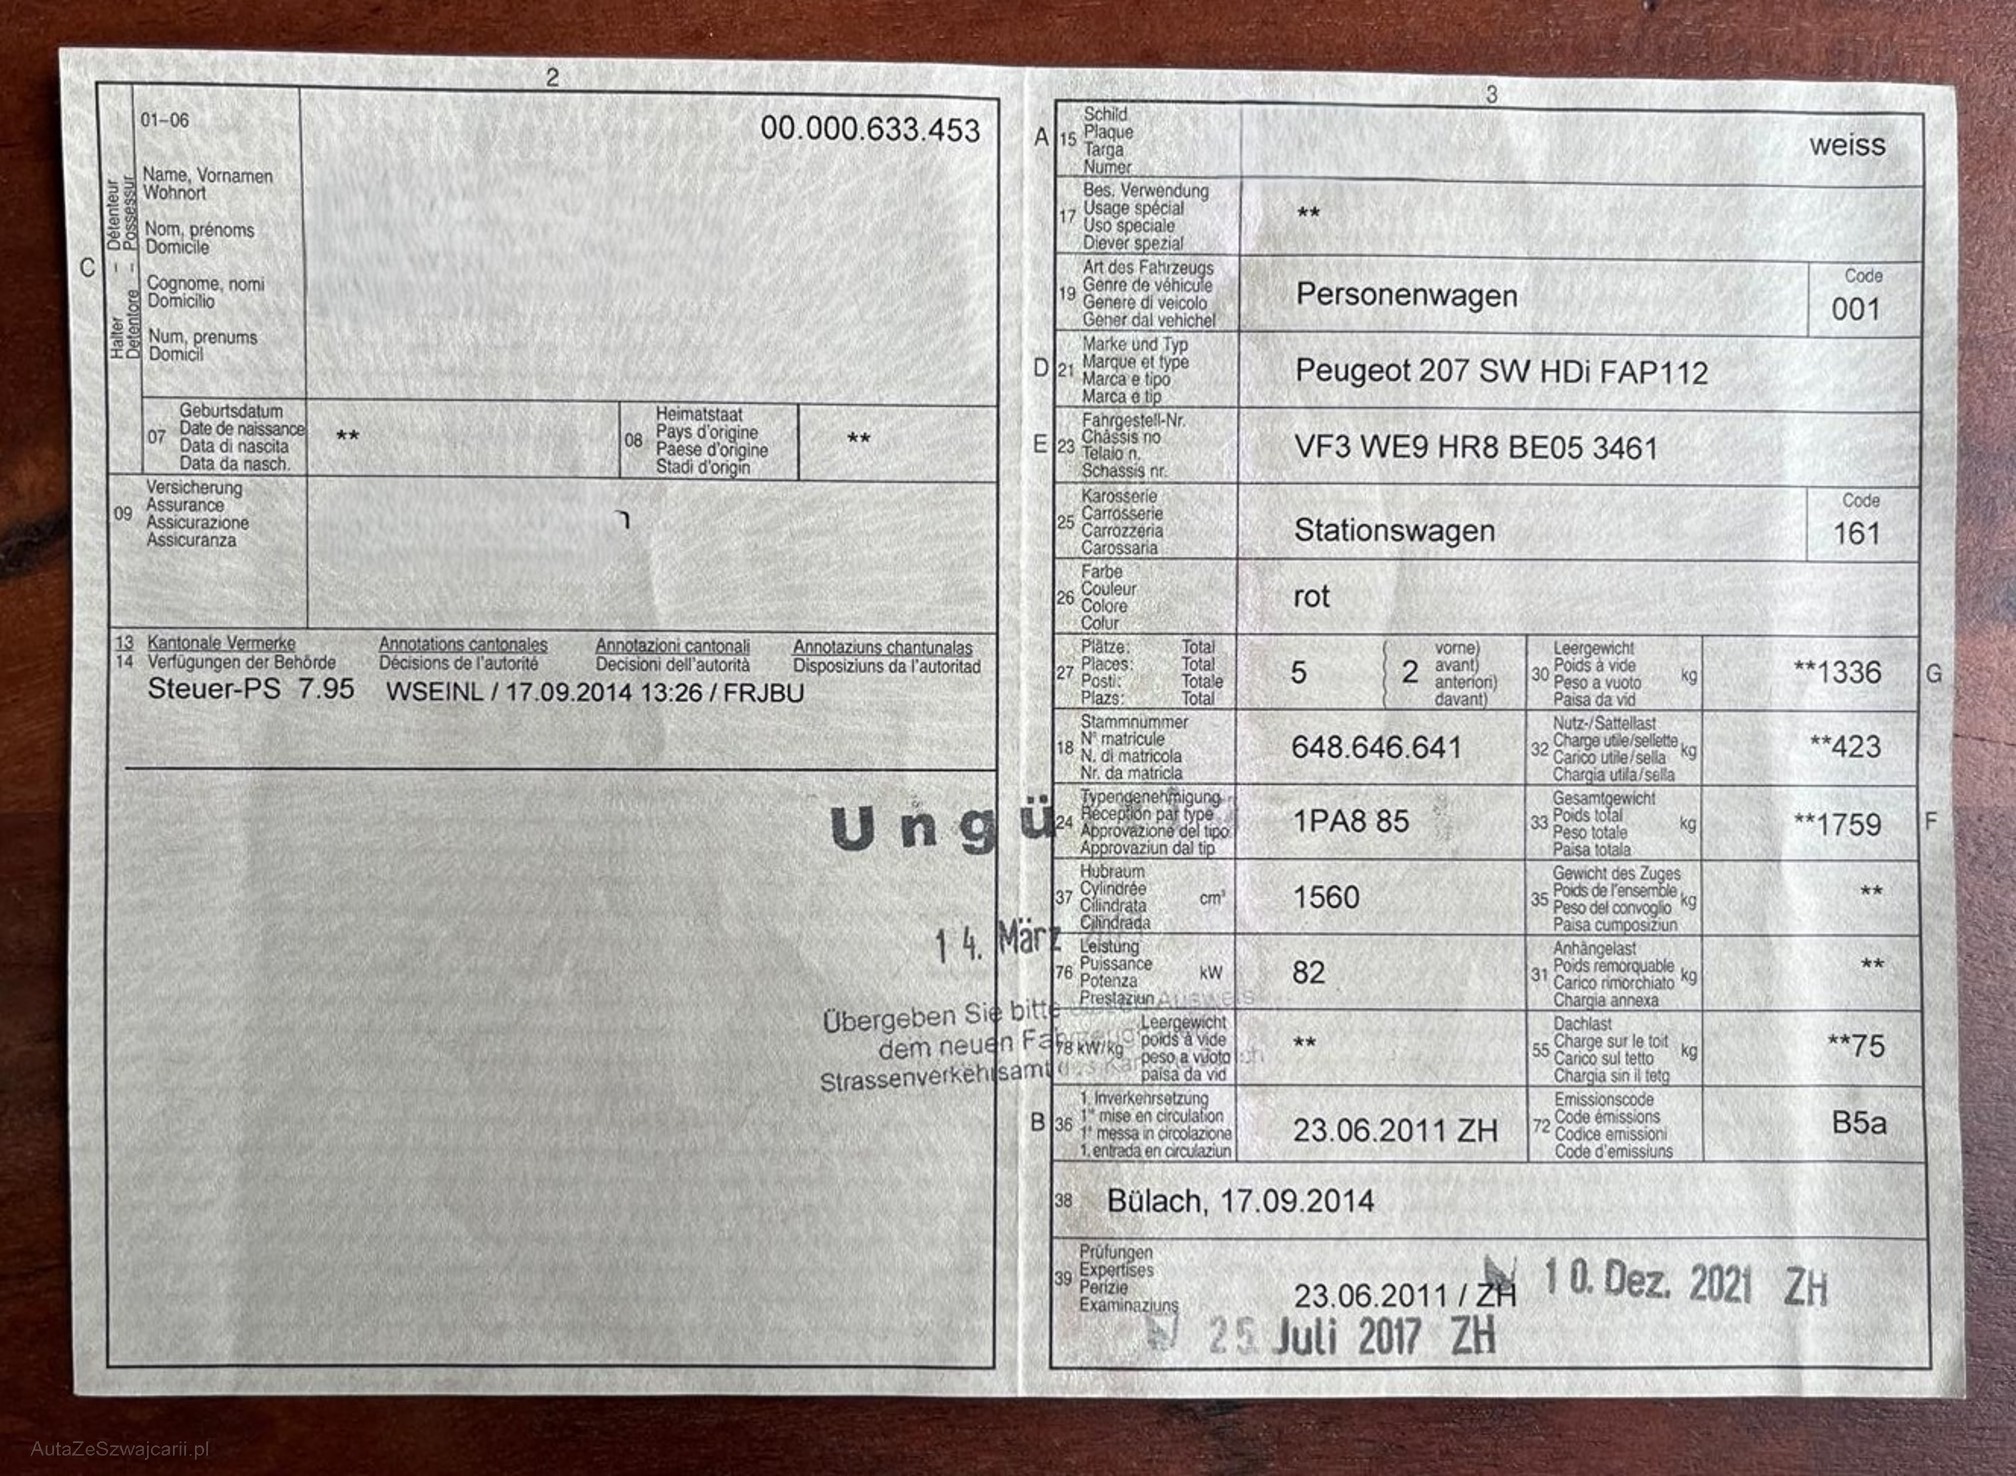 2
01-06
00.000.633.453
C
Halter – Détenteur
Detentore – Possessur
Name, Vornamen
Wohnort
Nom, prénoms
Domicile
Cognome, nomi
Domicilio
Num, prenums
Domicil
07
Geburtsdatum
Date de naissance
Data di nascita
Data da nasch.
**
08
Heimatstaat
Pays d'origine
Paese d'origine
Stadi d'origin
**
09
Versicherung
Assurance
Assicurazione
Assicuranza
13 Kantonale Vermerke Annotations cantonales Annotazioni cantonali Annotaziuns chantunalas
14 Verfügungen der Behörde Décisions de l'autorité Decisioni dell'autorità Disposiziuns da l'autoritad
Steuer-PS 7.95 WSEINL / 17.09.2014 13:26 / FRJBU
14. März
Übergeben Sie bitte
dem neuen
Strassenverkehrsamt
3
A
15
Schild
Plaque
Targa
Numer
weiss
17
Bes. Verwendung
Usage spécial
Uso speciale
Diever spezial
**
19
Art des Fahrzeugs
Genre de véhicule
Genere di veicolo
Gener dal vehichel
Personenwagen
Code
001
D
21
Marke und Typ
Marque et type
Marca e tipo
Marca e tip
Peugeot 207 SW HDi FAP112
E
23
Fahrgestell-Nr.
Châssis no
Telaio n.
Schassis nr.
VF3 WE9 HR8 BE05 3461
25
Karosserie
Carrosserie
Carrozzeria
Carossaria
Stationswagen
Code
161
26
Farbe
Couleur
Colore
Colur
rot
27
Plätze: Total
Places: Total
Posti: Totale
Plazs: Total
5
2
vorne)
avant)
anteriori)
davant)
30
Leergewicht
Poids à vide
Peso a vuoto
Paisa da vid
kg
**1336
G
18
Stammnummer
N° matricule
N. di matricola
Nr. da matricla
648.646.641
32
Nutz-/Sattellast
Charge utile/sellette
Carico utile/sella
Chargia utila/sella
kg
**423
24
Typengenehmigung
Réception par type
Approvazione del tipo
Approvaziun dal tip
1PA8 85
33
Gesamtgewicht
Poids total
Peso totale
Paisa totala
kg
**1759
F
37
Hubraum
Cylindrée
Cilindrata
Cilindrada
cm³
1560
35
Gewicht des Zuges
Poids de l'ensemble
Peso del convoglio
Paisa cumposiziun
kg
**
76
Leistung
Puissance
Potenza
Prestaziun
kW
82
31
Anhängelast
Poids remorquable
Carico rimorchiato
Chargia annexa
kg
**
78 kW/kg
Leergewicht
poids à vide
peso a vuoto
paisa da vid
**
55
Dachlast
Charge sur le toit
Carico sul tetto
Chargia sin il tetg
kg
**75
B
36
1. Inverkehrsetzung
1re mise en circulation
1a messa in circolazione
1. entrada en circulaziun
23.06.2011 ZH
72
Emissionscode
Code émissions
Codice emissioni
Code d'emissiuns
B5a
38
Bülach, 17.09.2014
39
Prüfungen
Expertises
Perizie
Examinaziuns
23.06.2011 / ZH
10. Dez. 2021 ZH
25. Juli 2017 ZH
AutaZeSzwajcarii.pl